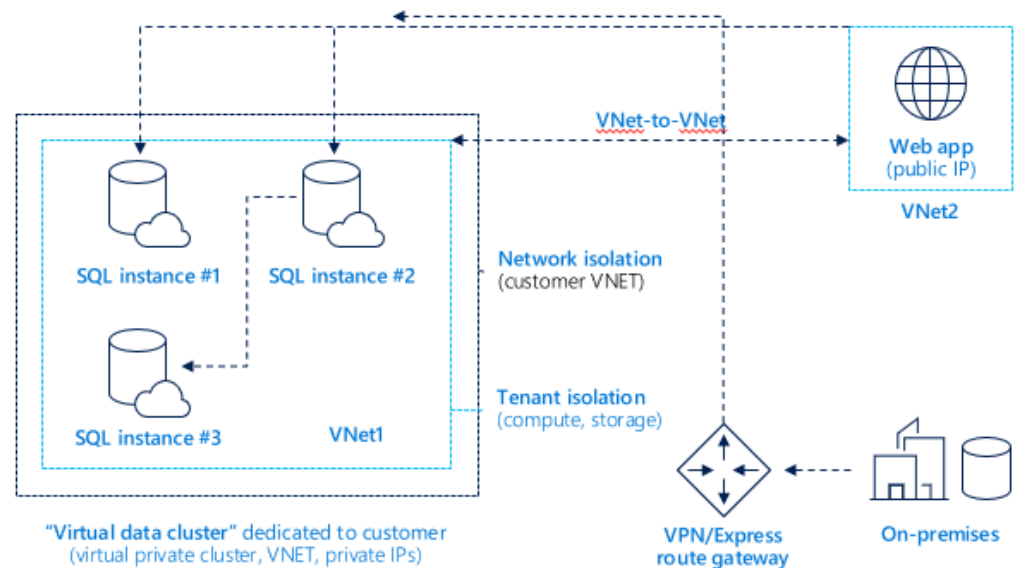 VNet-to-VNet
Web app
(public IP)
VNet2
SQL instance #1
SQL instance #2
Network isolation
(customer VNET)
Tenant isolation
(compute, storage)
SQL instance #3
VNet1
"Virtual data cluster" dedicated to customer
(virtual private cluster, VNET, private IPs)
VPN/Express
route gateway
On-premises